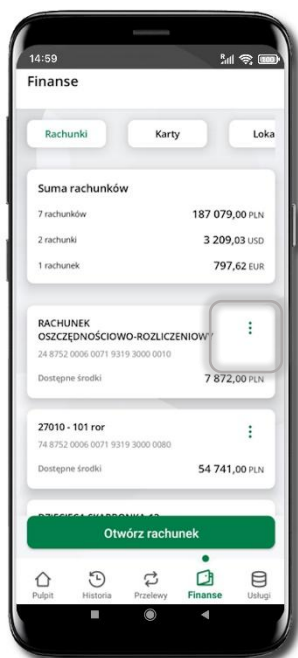 14:59
R
Finanse
Rachunki Karty Loka
Suma rachunków
7 rachunków 187 079,00 PLN
2 rachunki 3 209,03 USD
1 rachunek 797,62 EUR
RACHUNEK
OSZCZĘDNOŚCIOWO-ROZLICZENIOWY
24 8752 0006 0071 9319 3000 0010
Dostępne środki 7 872,00 PLN
27010 - 101 ror
74 8752 0006 0071 9319 3000 0080
Dostępne środki 54 741,00 PLN
Otwórz rachunek
Pulpit Historia Przelewy Finanse Usługi